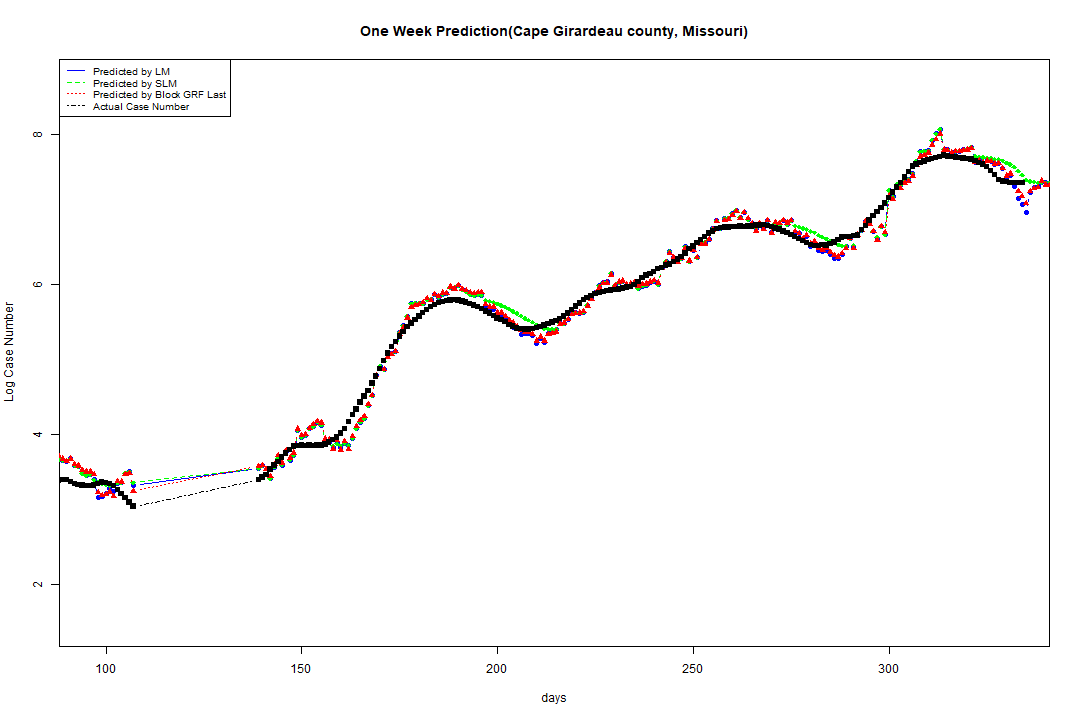 One Week Prediction(Cape Girardeau county, Missouri)
Predicted by LM
Predicted by SLM
Predicted by Block GRF Last
Actual Case Number
8
6
4
2
Log Case Number
100 150 200 250 300
days